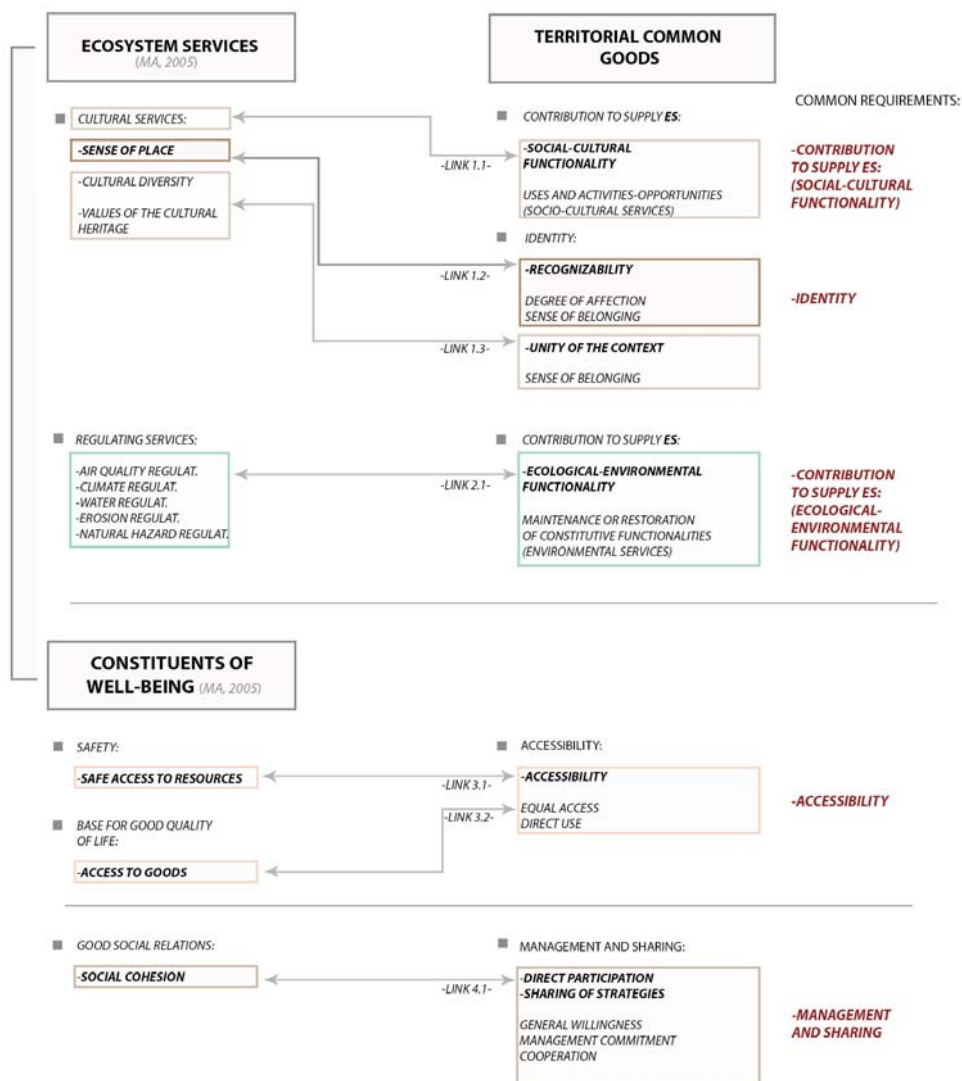 ECOSYSTEM SERVICES
(MA, 2005)
TERRITORIAL COMMON
GOODS
COMMON REQUIREMENTS:
CULTURAL SERVICES:
-SENSE OF PLACE
-CULTURAL DIVERSITY
-VALUES OF THE CULTURAL
HERITAGE
-LINK 1.1-
-LINK 1.2-
-LINK 1.3-
CONTRIBUTION TO SUPPLY ES:
-SOCIAL-CULTURAL
FUNCTIONALITY
USES AND ACTIVITIES-OPPORTUNITIES
(SOCIO-CULTURAL SERVICES)
IDENTITY:
-RECOGNIZABILITY
DEGREE OF AFFECTION
SENSE OF BELONGING
-UNITY OF THE CONTEXT
SENSE OF BELONGING
-CONTRIBUTION
TO SUPPLY ES:
(SOCIAL-CULTURAL
FUNCTIONALITY)
-IDENTITY
REGULATING SERVICES:
-AIR QUALITY REGULAT.
-CLIMATE REGULAT.
-WATER REGULAT.
-EROSION REGULAT.
-NATURAL HAZARD REGULAT.
-LINK 2.1-
CONTRIBUTION TO SUPPLY ES:
-ECOLOGICAL-ENVIRONMENTAL
FUNCTIONALITY
MAINTENANCE OR RESTORATION
OF CONSTITUTIVE FUNCTIONALITIES
(ENVIRONMENTAL SERVICES)
-CONTRIBUTION
TO SUPPLY ES:
(ECOLOGICAL-
ENVIRONMENTAL
FUNCTIONALITY)
CONSTITUENTS OF
WELL-BEING (MA, 2005)
SAFETY:
-SAFE ACCESS TO RESOURCES
BASE FOR GOOD QUALITY
OF LIFE:
-ACCESS TO GOODS
-LINK 3.1-
-LINK 3.2-
ACCESSIBILITY:
-ACCESSIBILITY
EQUAL ACCESS
DIRECT USE
-ACCESSIBILITY
GOOD SOCIAL RELATIONS:
-SOCIAL COHESION
-LINK 4.1-
MANAGEMENT AND SHARING:
-DIRECT PARTICIPATION
-SHARING OF STRATEGIES
GENERAL WILLINGNESS
MANAGEMENT COMMITMENT
COOPERATION
-MANAGEMENT
AND SHARING